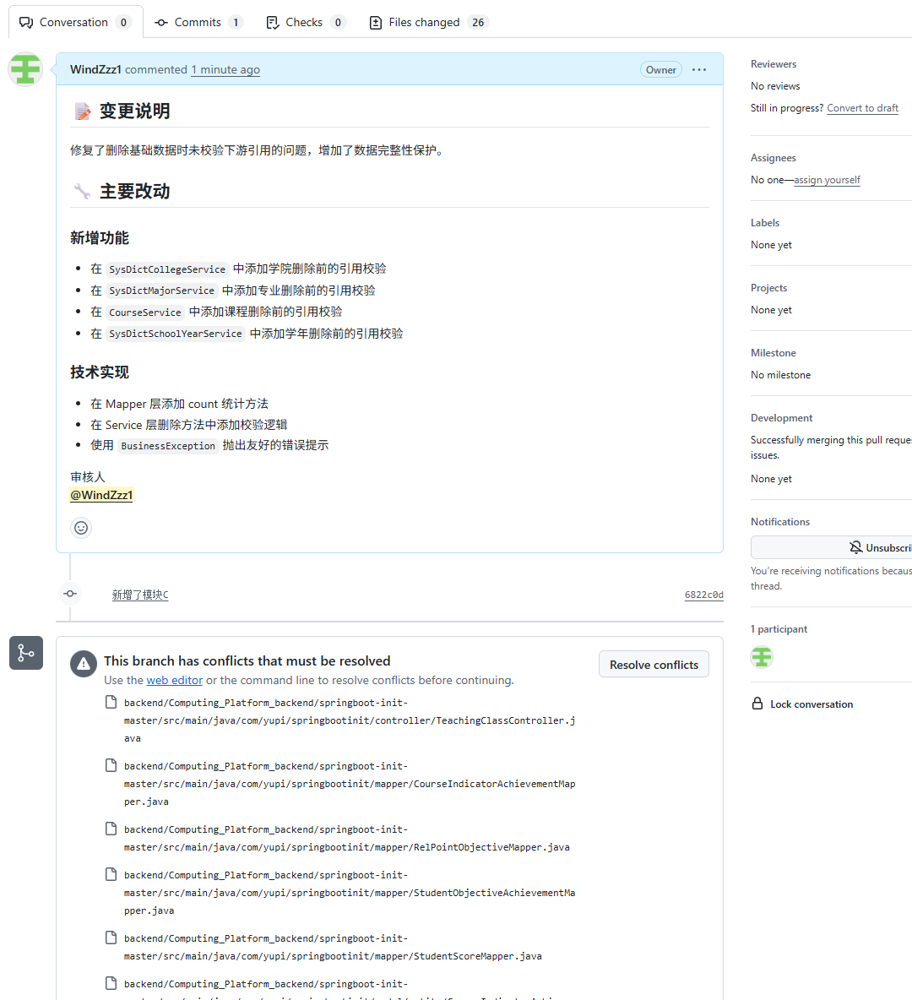 Conversation 0 Commits 1 Checks 0 Files changed 26
WindZzz1 commented 1 minute ago Owner
变更说明
修复了删除基础数据时未校验下游引用的问题，增加了数据完整性保护。
主要改动
新增功能
在 SysDictCollegeService 中添加学院删除前的引用校验
在 SysDictMajorService 中添加专业删除前的引用校验
在 CourseService 中添加课程删除前的引用校验
在 SysDictSchoolYearService 中添加学年删除前的引用校验
技术实现
在 Mapper 层添加 count 统计方法
在 Service 层删除方法中添加校验逻辑
使用 BusinessException 抛出友好的错误提示
审核人
@WindZzz1
新增了模块C 6822c0d
This branch has conflicts that must be resolved
Use the web editor or the command line to resolve conflicts before continuing.
Resolve conflicts
backend/Computing_Platform_backend/springboot-init-
master/src/main/java/com/yupi/springbootinit/controller/TeachingClassController.j
ava
backend/Computing_Platform_backend/springboot-init-
master/src/main/java/com/yupi/springbootinit/mapper/CourseIndicatorAchievementMap
per.java
backend/Computing_Platform_backend/springboot-init-
master/src/main/java/com/yupi/springbootinit/mapper/RelPointObjectiveMapper.java
backend/Computing_Platform_backend/springboot-init-
master/src/main/java/com/yupi/springbootinit/mapper/StudentObjectiveAchievementMa
pper.java
backend/Computing_Platform_backend/springboot-init-
master/src/main/java/com/yupi/springbootinit/mapper/StudentScoreMapper.java
backend/Computing_Platform_backend/springboot-init-
Reviewers
No reviews
Still in progress? Convert to draft
Assignees
No one—assign yourself
Labels
None yet
Projects
None yet
Milestone
No milestone
Development
Successfully merging this pull reque
issues.
None yet
Notifications
Unsubscri
You're receiving notifications becaus
thread.
1 participant
Lock conversation